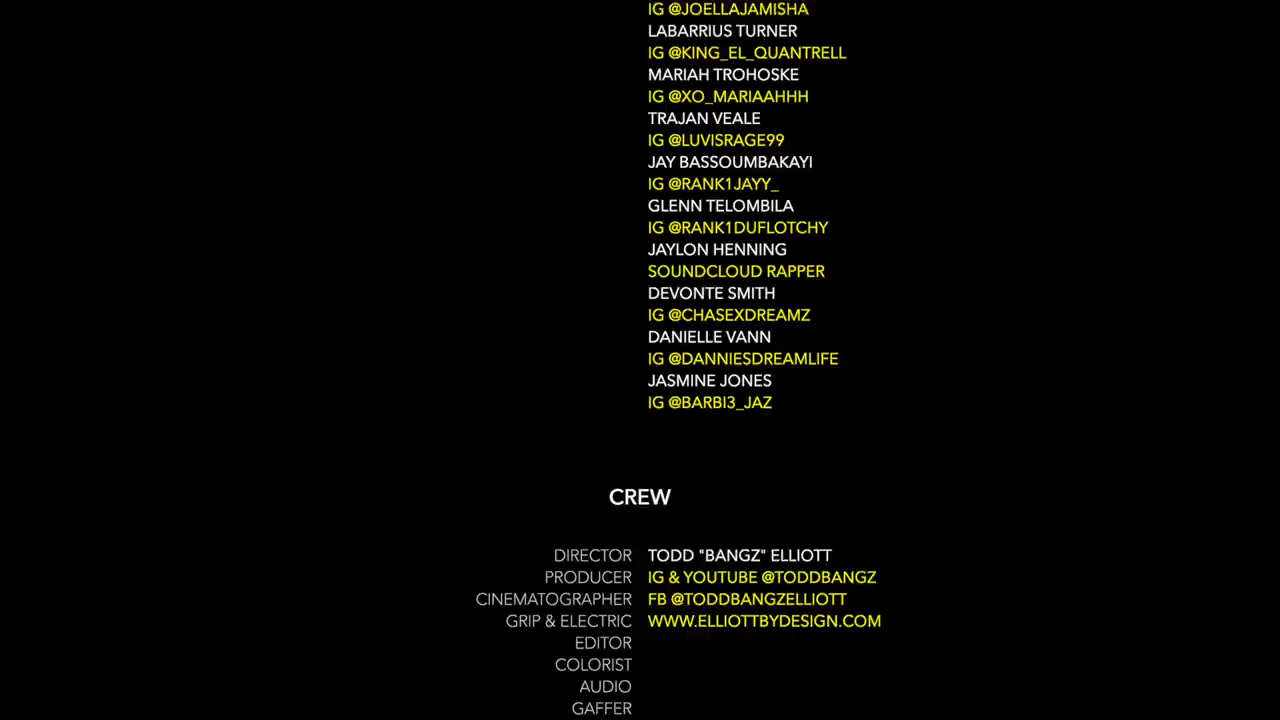 IG @JOELLAJAMISHA
LABARRIUS TURNER
IG @KING_EL_QUANTRELL
MARIAH TROHOSKE
IG @XO_MARIAAHHH
TRAJAN VEALE
IG @LUVISRAGE99
JAY BASSOUMBAKAYI
IG @RANK1JAYY_
GLENN TELOMBILA
IG @RANK1DUFLOTCHY
JAYLON HENNING
SOUNDCLOUD RAPPER
DEVONTE SMITH
IG @CHASEXDREAMZ
DANIELLE VANN
IG @DANNIESDREAMLIFE
JASMINE JONES
IG @BARBI3_JAZ
CREW
DIRECTOR TODD "BANGZ" ELLIOTT
PRODUCER IG & YOUTUBE @TODDBANGZ
CINEMATOGRAPHER FB @TODDBANGZELLIOTT
GRIP & ELECTRIC WWW.ELLIOTTBYDESIGN.COM
EDITOR
COLORIST
AUDIO
GAFFER